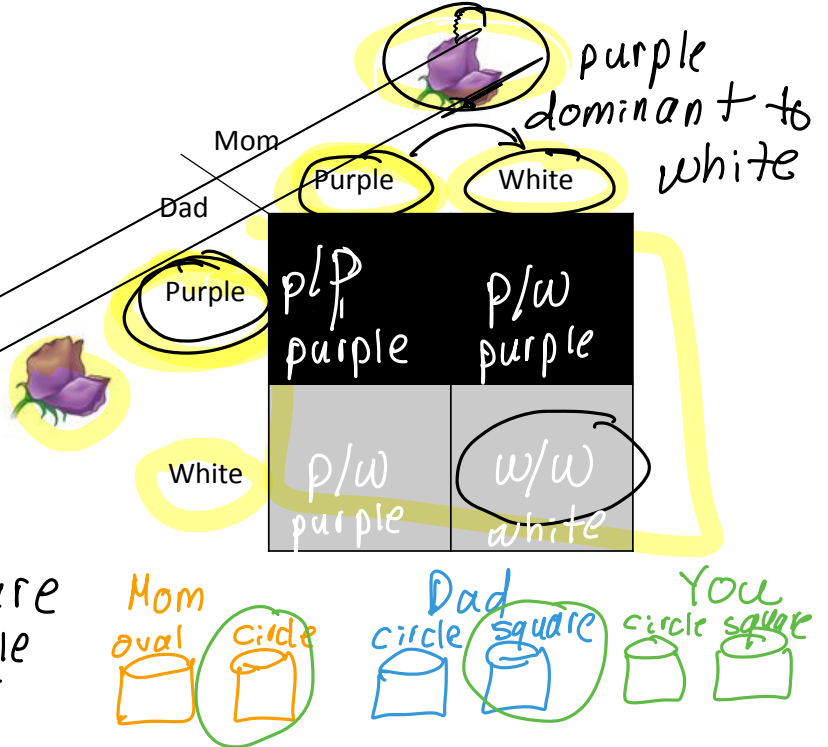 purple
dominant to
white
Mom
Purple White
Dad
Purple
p/p p/w
purple purple
White
p/w w/w
purple white
Mom Dad You
oval circle circle square circle square